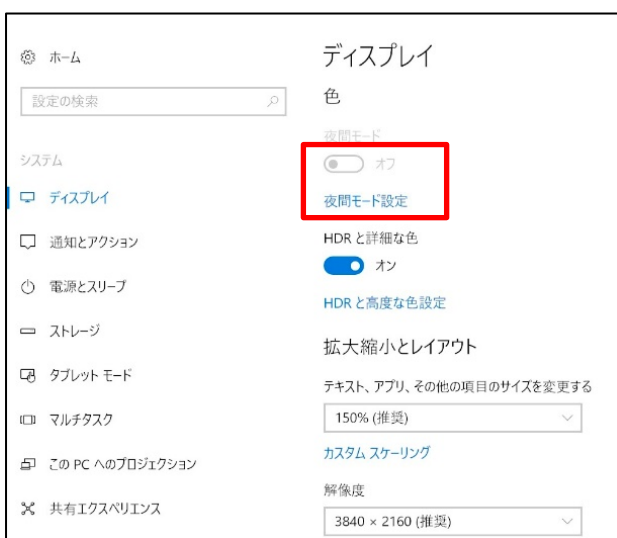 ホーム
設定の検索
システム
ディスプレイ
通知とアクション
電源とスリープ
ストレージ
タブレット モード
マルチタスク
この PC へのプロジェクション
共有エクスペリエンス
ディスプレイ
色
夜間モード
オフ
夜間モード設定
HDR と詳細な色
オン
HDR と高度な色設定
拡大縮小とレイアウト
テキスト、アプリ、その他の項目のサイズを変更する
150% (推奨)
カスタム スケーリング
解像度
3840 × 2160 (推奨)